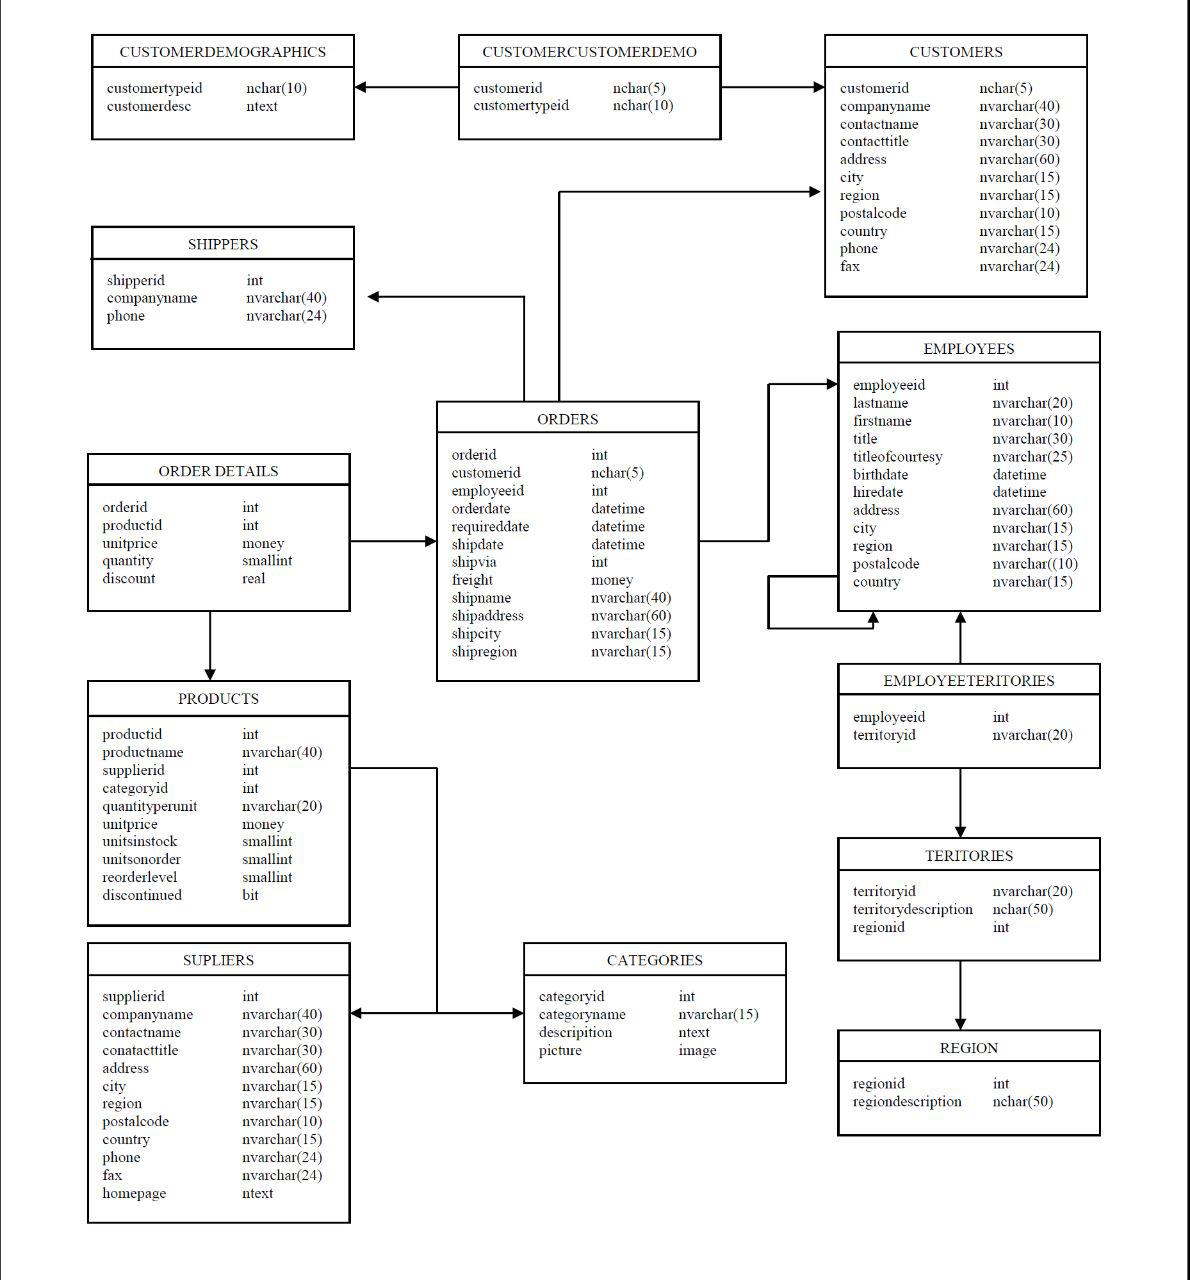 CUSTOMERDEMOGRAPHICS
customertypeid nchar(10)
customerdesc ntext
CUSTOMERCUSTOMERDEMO
customerid nchar(5)
customertypeid nchar(10)
CUSTOMERS
customerid nchar(5)
companyname nvarchar(40)
contactname nvarchar(30)
contacttitle nvarchar(30)
address nvarchar(60)
city nvarchar(15)
region nvarchar(15)
postalcode nvarchar(10)
country nvarchar(15)
phone nvarchar(24)
fax nvarchar(24)
SHIPPERS
shipperid int
companyname nvarchar(40)
phone nvarchar(24)
EMPLOYEES
employeeid int
lastname nvarchar(20)
firstname nvarchar(10)
title nvarchar(30)
titleofcourtesy nvarchar(25)
birthdate datetime
hiredate datetime
address nvarchar(60)
city nvarchar(15)
region nvarchar(15)
postalcode nvarchar((10)
country nvarchar(15)
ORDERS
orderid int
customerid nchar(5)
employeeid int
orderdate datetime
requireddate datetime
shipdate datetime
shipvia int
freight money
shipname nvarchar(40)
shipaddress nvarchar(60)
shipcity nvarchar(15)
shipregion nvarchar(15)
ORDER DETAILS
orderid int
productid int
unitprice money
quantity smallint
discount real
PRODUCTS
productid int
productname nvarchar(40)
supplierid int
categoryid int
quantityperunit nvarchar(20)
unitprice money
unitsinstock smallint
unitsonorder smallint
reorderlevel smallint
discontinued bit
EMPLOYEETERITORIES
employeeid int
territoryid nvarchar(20)
TERITORIES
territoryid nvarchar(20)
territorydescription nchar(50)
regionid int
SUPLIERS
supplierid int
companyname nvarchar(40)
contactname nvarchar(30)
conatacttitle nvarchar(30)
address nvarchar(60)
city nvarchar(15)
region nvarchar(15)
postalcode nvarchar(10)
country nvarchar(15)
phone nvarchar(24)
fax nvarchar(24)
homepage ntext
CATEGORIES
categoryid int
categoryname nvarchar(15)
descripition ntext
picture image
REGION
regionid int
regiondescription nchar(50)